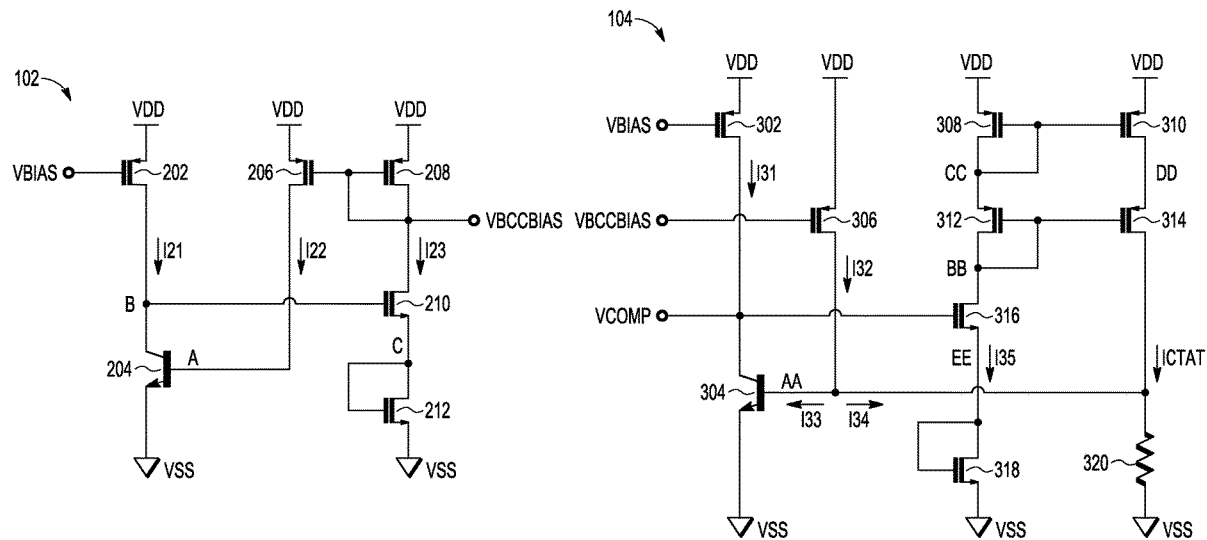 102
VDD
VDD
VDD
VBIAS
202
206
208
VBCCBIAS
I21
I22
I23
B
210
204
A
C
212
VSS
VSS
104
VDD
VDD
VDD
VDD
VBIAS
302
308
310
I31
CC
DD
VBCCBIAS
306
312
314
I32
BB
VCOMP
316
EE
I35
ICTAT
304
AA
I33
I34
318
320
VSS
VSS
VSS